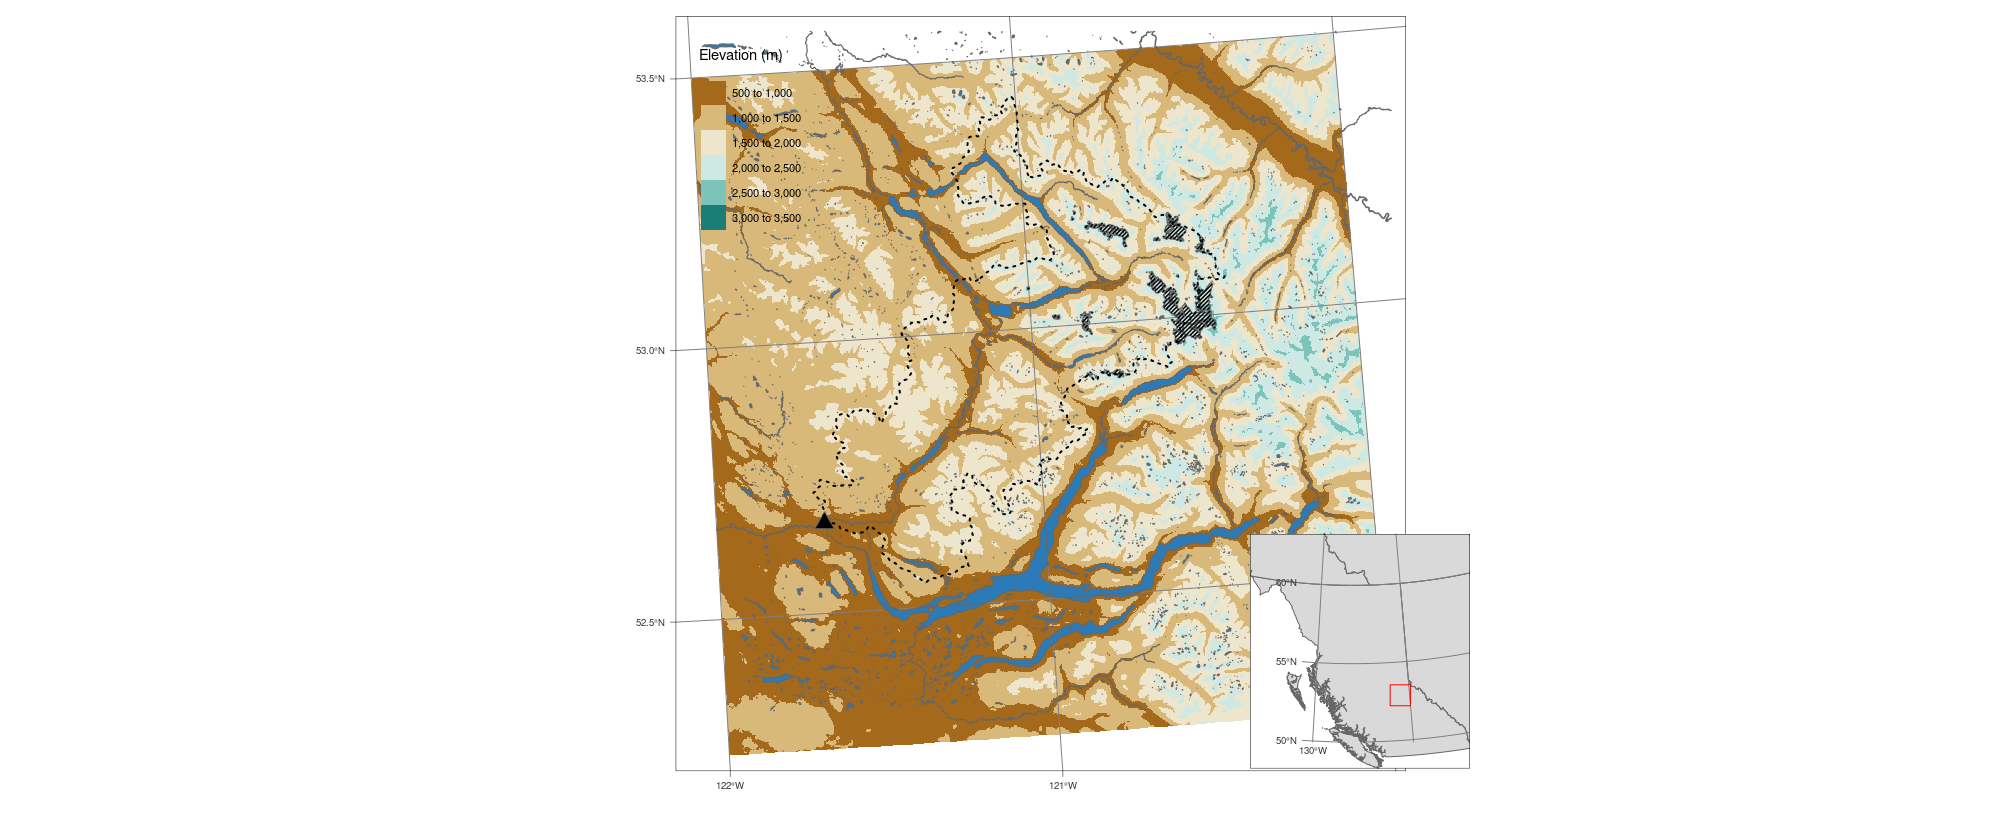 Elevation (m)
500 to 1,000
1,000 to 1,500
1,500 to 2,000
2,000 to 2,500
2,500 to 3,000
3,000 to 3,500
53.5°N
53.0°N
52.5°N
122°W
121°W
60°N
55°N
50°N
130°W